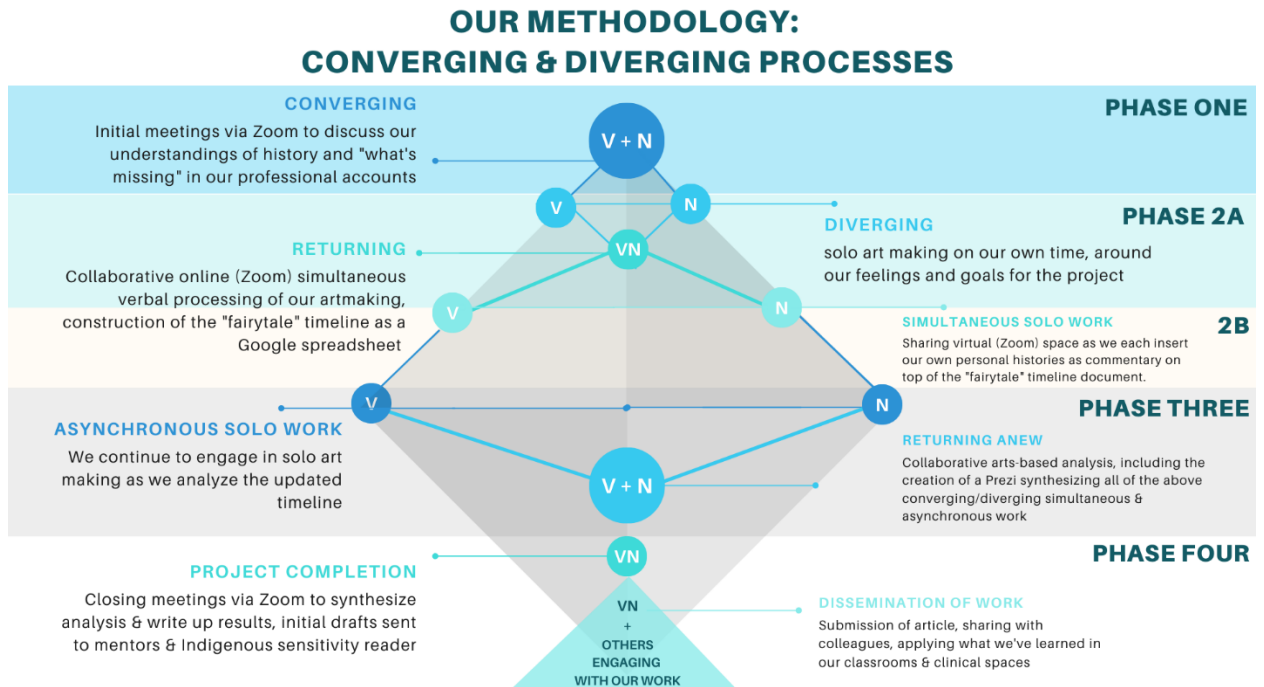 OUR METHODOLOGY:
CONVERGING & DIVERGING PROCESSES
PHASE ONE
CONVERGING
Initial meetings via Zoom to discuss our
understandings of history and "what's
missing" in our professional accounts
V + N
V
N
PHASE 2A
DIVERGING
solo art making on our own time, around
our feelings and goals for the project
VN
RETURNING
Collaborative online (Zoom) simultaneous
verbal processing of our artmaking,
construction of the "fairytale" timeline as a
Google spreadsheet
V
N
2B
SIMULTANEOUS SOLO WORK
Sharing virtual (Zoom) space as we each insert
our own personal histories as commentary on
top of the "fairytale" timeline document.
V
N
PHASE THREE
ASYNCHRONOUS SOLO WORK
We continue to engage in solo art
making as we analyze the updated
timeline
RETURNING ANEW
Collaborative arts-based analysis, including the
creation of a Prezi synthesizing all of the above
converging/diverging simultaneous &
asynchronous work
V + N
PHASE FOUR
VN
PROJECT COMPLETION
Closing meetings via Zoom to synthesize
analysis & write up results, initial drafts sent
to mentors & Indigenous sensitivity reader
VN
+
OTHERS
ENGAGING
WITH OUR WORK
DISSEMINATION OF WORK
Submission of article, sharing with
colleagues, applying what we've learned in
our classrooms & clinical spaces